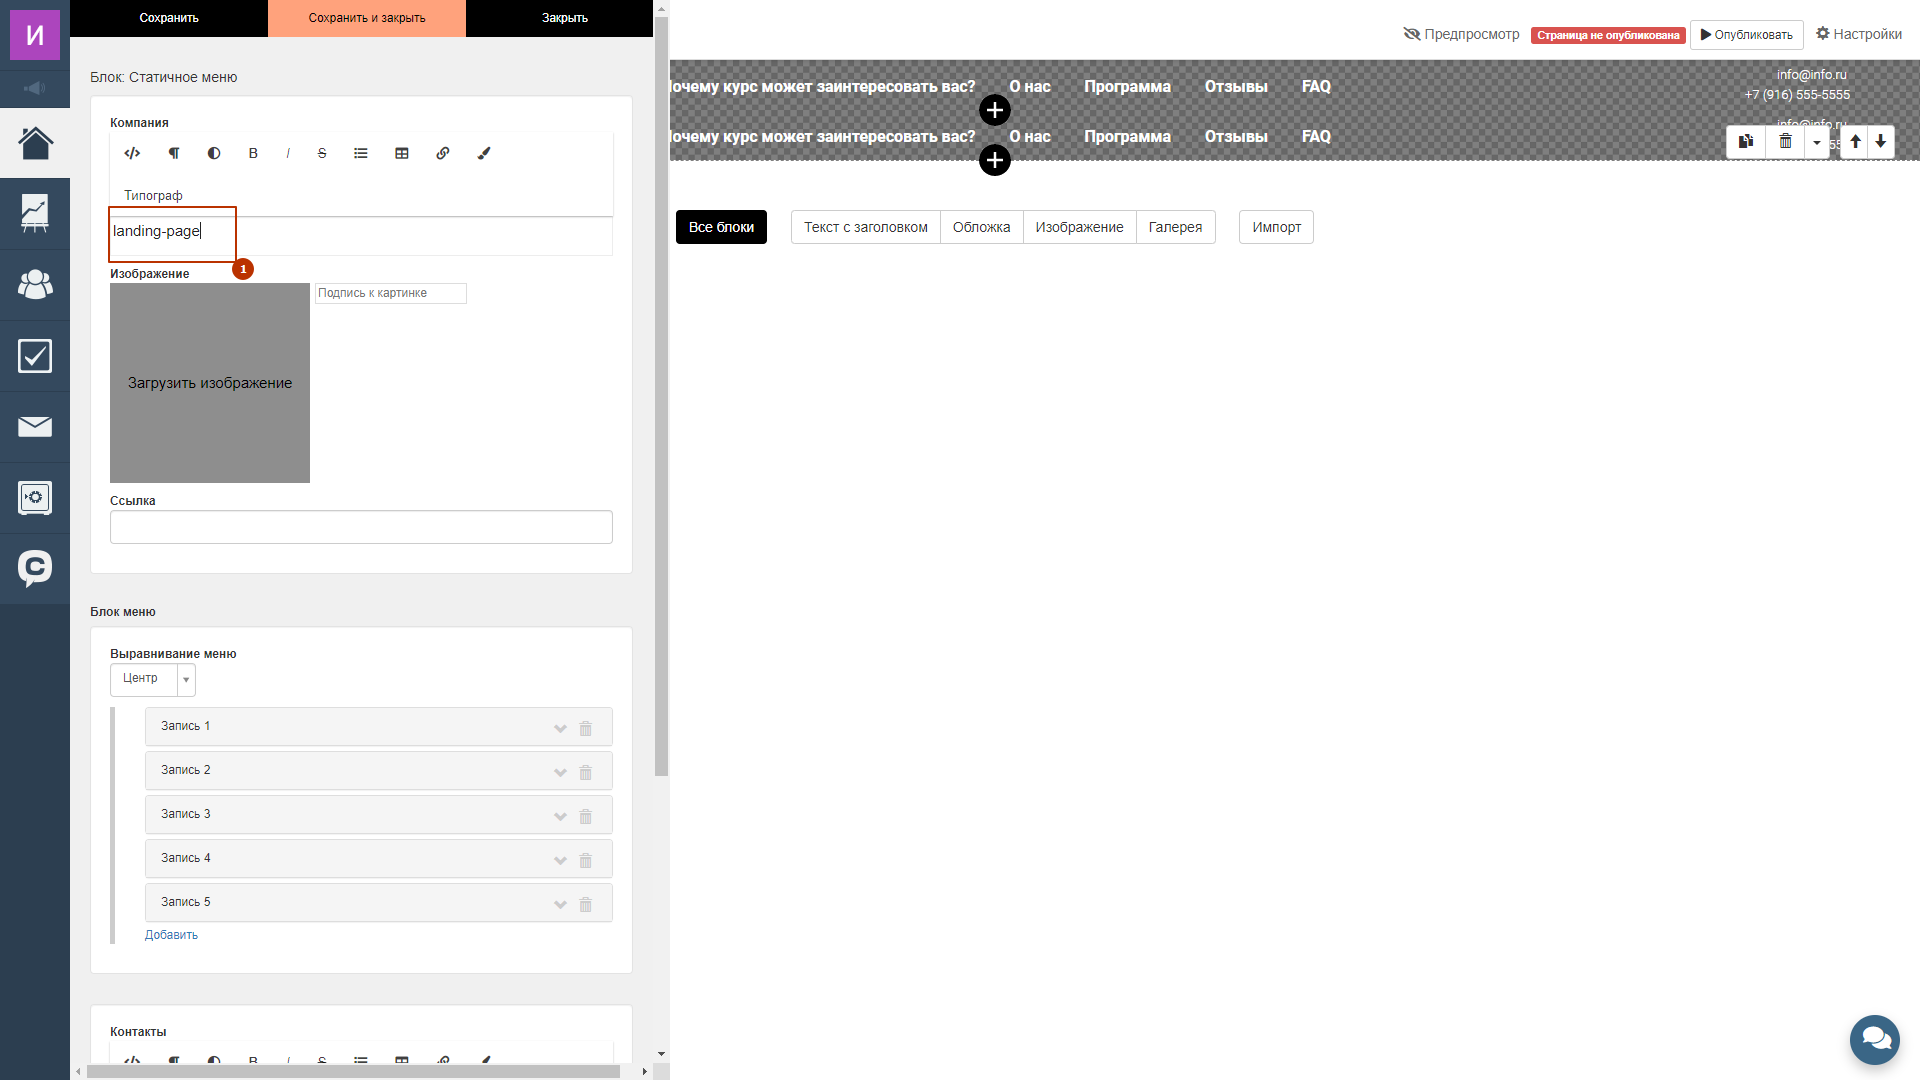 И
Сохранить
Сохранить и закрыть
Закрыть
Предпросмотр
Страница не опубликована
Опубликовать
Настройки
Блок: Статичное меню
Компания
B
I
S
Типограф
landing-page
1
Изображение
Загрузить изображение
Подпись к картинке
Ссылка
Блок меню
Выравнивание меню
Центр
Запись 1
Запись 2
Запись 3
Запись 4
Запись 5
Добавить
Контакты
очему курс может заинтересовать вас?
О нас
Программа
Отзывы
FAQ
info@info.ru
+7 (916) 555-5555
очему курс может заинтересовать вас?
О нас
Программа
Отзывы
FAQ
info@info.ru
Все блоки
Текст с заголовком
Обложка
Изображение
Галерея
Импорт